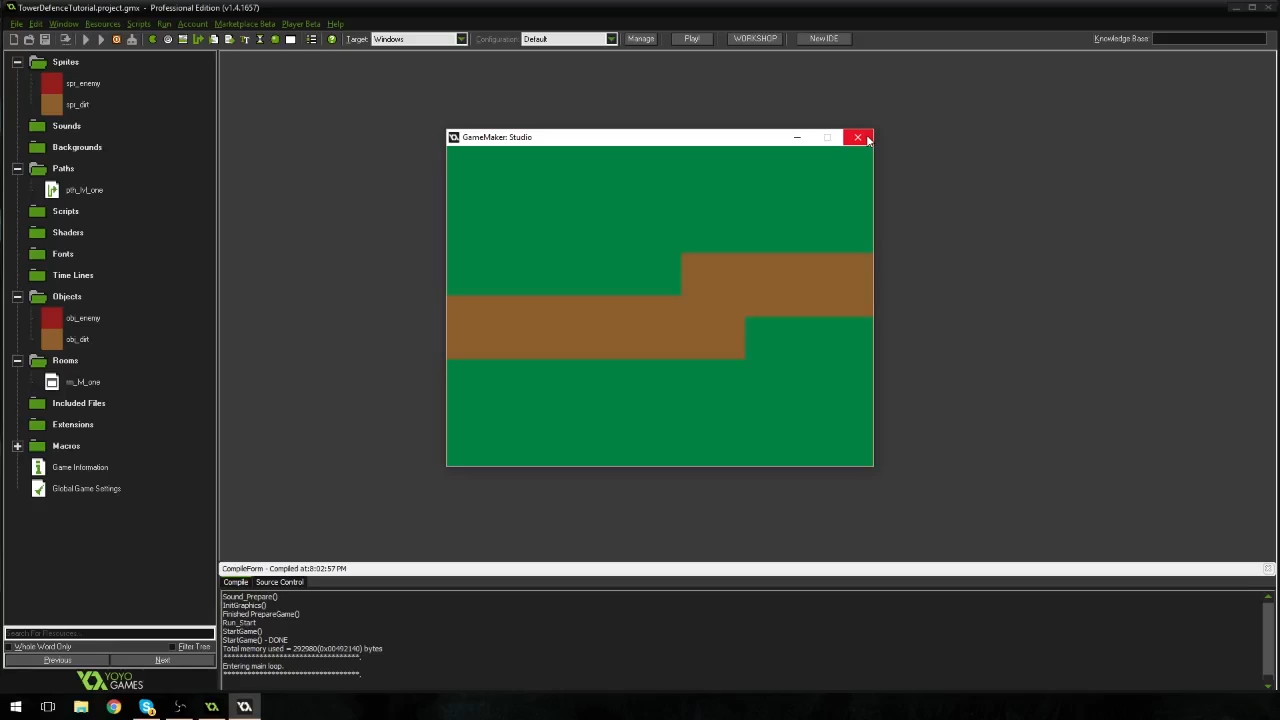 TowerDefenceTutorial.project.gmx - Professional Edition (v1.4.1657)
File Edit Window Resources Scripts Run Account Marketplace Beta Player Beta Help
Target: Windows Configuration: Default Manage Play! WORKSHOP New IDE Knowledge Base:
Sprites
spr_enemy
spr_dirt
Sounds
Backgrounds
Paths
pth_lvl_one
Scripts
Shaders
Fonts
Time Lines
Objects
obj_enemy
obj_dirt
Rooms
rm_lvl_one
Included Files
Extensions
Macros
Game Information
Global Game Settings
Search For Resources...
Whole Word Only Filter Tree
Previous Next
YOYO
GAMES
GameMaker: Studio
CompileForm - Compiled at:8:02:57 PM
Compile Source Control
Sound_Prepare()
InitGraphics()
Finished PrepareGame()
Run_Start
StartGame()
StartGame() - DONE
Total memory used = 292980(0x00492140) bytes
**********************************.
Entering main loop.
**********************************.